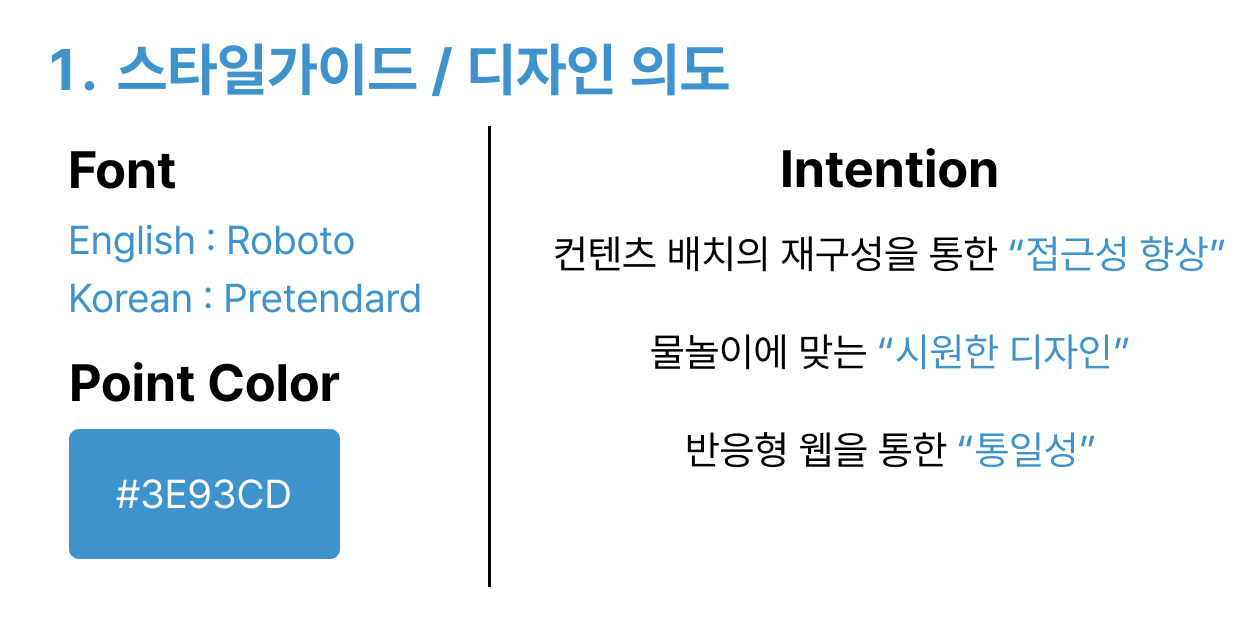 1. 스타일가이드 / 디자인 의도
Font
English : Roboto
Korean : Pretendard
Point Color
#3E93CD
Intention
컨텐츠 배치의 재구성을 통한 “접근성 향상”
물놀이에 맞는 “시원한 디자인”
반응형 웹을 통한 “통일성”